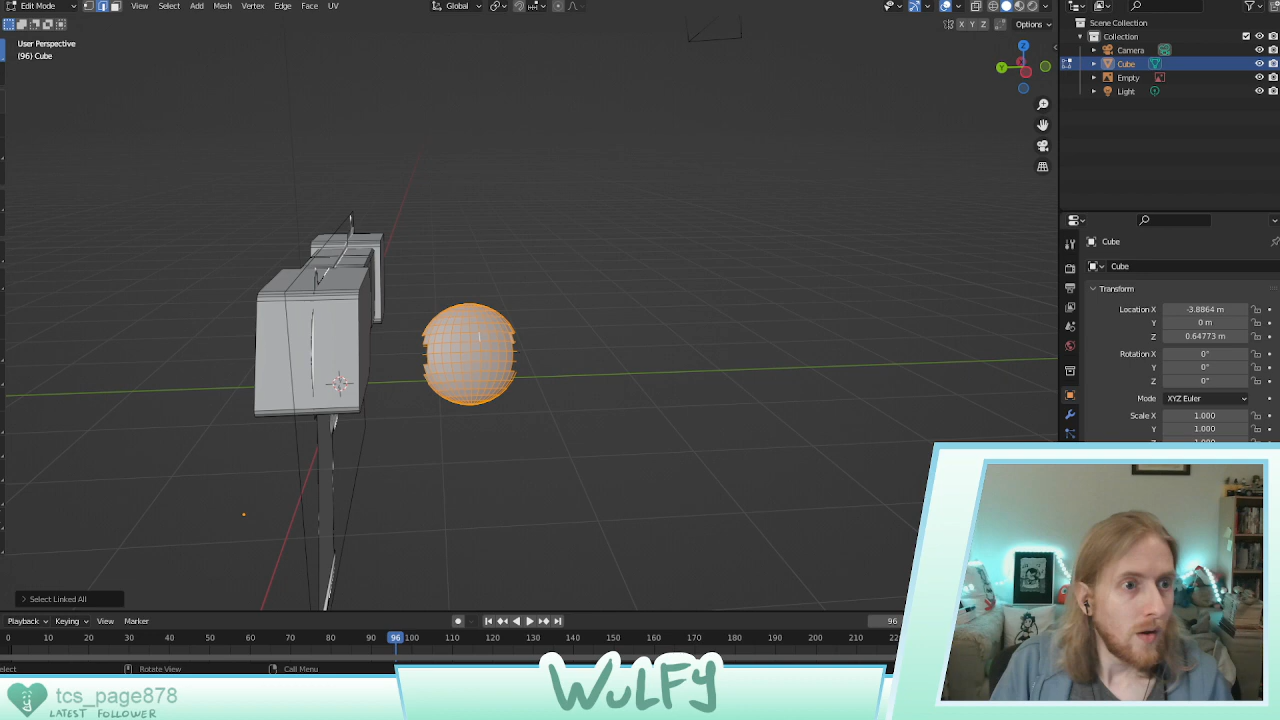 Edit Mode View Select Add Mesh Vertex Edge Face UV Global
X Y Z Options
User Perspective
(96) Cube
Scene Collection
Collection
Camera
Cube
Empty
Light
Cube
Cube
Transform
Location X -3.8864 m
Y 0 m
Z 0.64773 m
Rotation X 0°
Y 0°
Z 0°
Mode XYZ Euler
Scale X 1.000
Y 1.000
Z
Y
Select Linked All
Playback Keying View Marker 96
0 10 20 30 40 50 60 70 80 90 96 100 110 120 130 140 150 160 170 180 190 200 210
Rotate View Call Menu
tcs_page878
LATEST FOLLOWER
WULFY